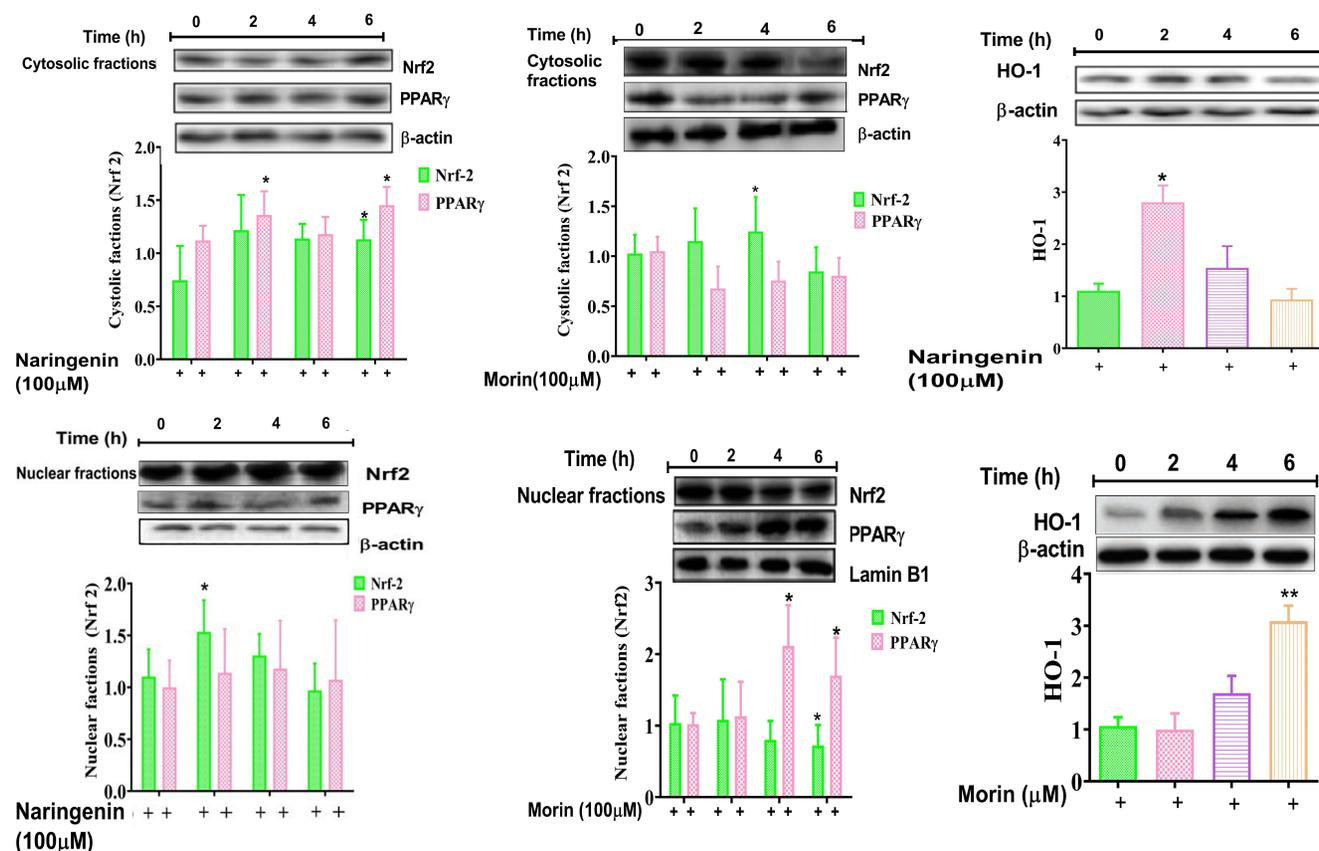 0 2 4 6
Time (h)
Cytosolic fractions
Nrf2
PPARγ
β-actin
2.0
1.5
1.0
0.5
0.0
Cystolic factions (Nrf 2)
* * *
Nrf-2
PPARγ
Naringenin
(100μM)
+ + + + + + + +
0 2 4 6
Time (h)
Cytosolic
fractions
Nrf2
PPARγ
β-actin
2.0
1.5
1.0
0.5
0.0
Cystolic factions (Nrf 2)
*
Nrf-2
PPARγ
Morin(100μM)
+ + + + + + + +
0 2 4 6
Time (h)
HO-1
β-actin
4
3
2
1
0
HO-1
*
Naringenin
(100μM)
+ + + +
0 2 4 6
Time (h)
Nuclear fractions
Nrf2
PPARγ
β-actin
2.0
1.5
1.0
0.5
0.0
Nuclear factions (Nrf 2)
*
Nrf-2
PPARγ
Naringenin
(100μM)
+ + + + + + + +
0 2 4 6
Time (h)
Nuclear fractions
Nrf2
PPARγ
Lamin B1
3
2
1
0
Nuclear factions (Nrf2)
* * *
Nrf-2
PPARγ
Morin (100μM)
+ + + + + + + +
0 2 4 6
Time (h)
HO-1
β-actin
4
3
2
1
0
HO-1
**
Morin (μM)
+ + + +